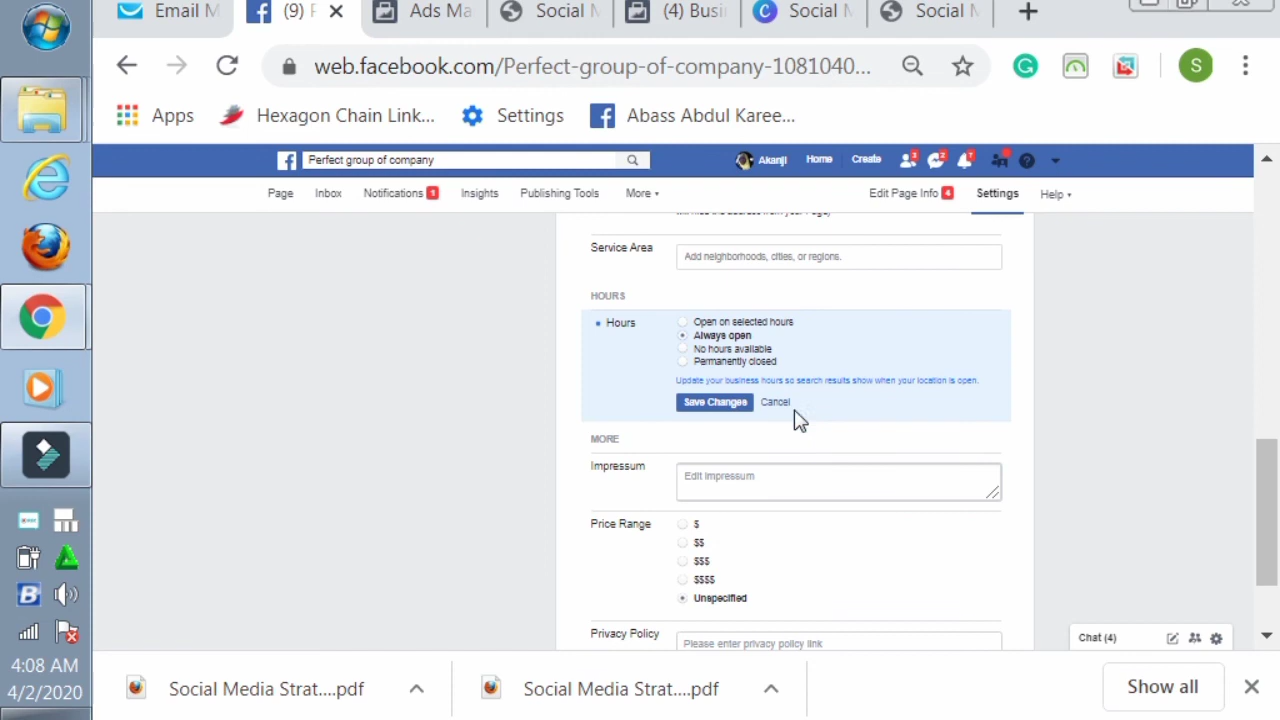 Email M
(9) F
Ads Ma
Social M
(4) Busi
Social M
Social M
web.facebook.com/Perfect-group-of-company-1081040...
S
Apps
Hexagon Chain Link...
Settings
Abass Abdul Karee...
Perfect group of company
Akanji
Home
Create
Page
Inbox
Notifications 1
Insights
Publishing Tools
More
Edit Page Info 4
Settings
Help
Service Area
Add neighborhoods, cities, or regions.
HOURS
Hours
Open on selected hours
Always open
No hours available
Permanently closed
Update your business hours so search results show when your location is open.
Save Changes
Cancel
MORE
Impressum
Edit Impressum
Price Range
$
$$
$$$
$$$$
Unspecified
Privacy Policy
Please enter privacy policy link
Chat (4)
4:08 AM
4/2/2020
Social Media Strat....pdf
Social Media Strat....pdf
Show all